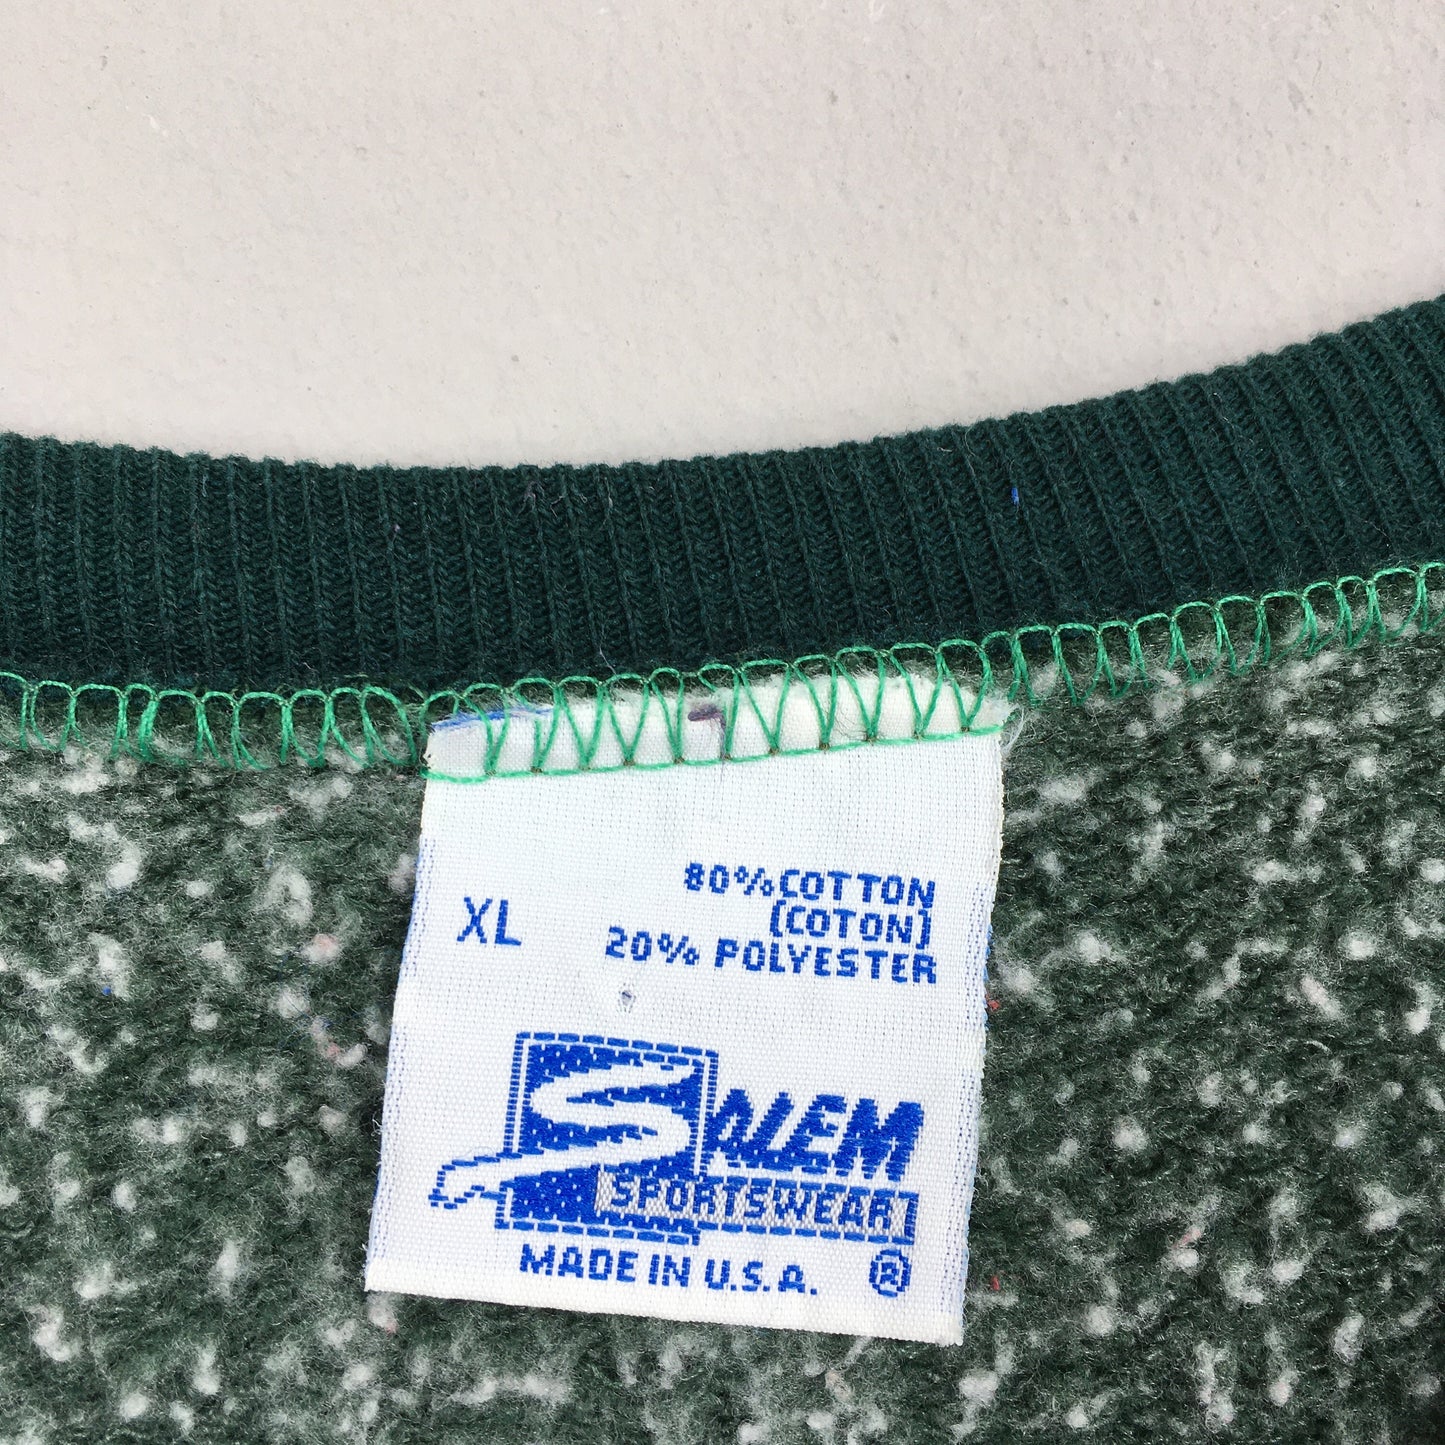 80% COTTON
[COTON]
XL
20% POLYESTER
SALEM
SPORTSWEAR
MADE IN U.S.A. ®